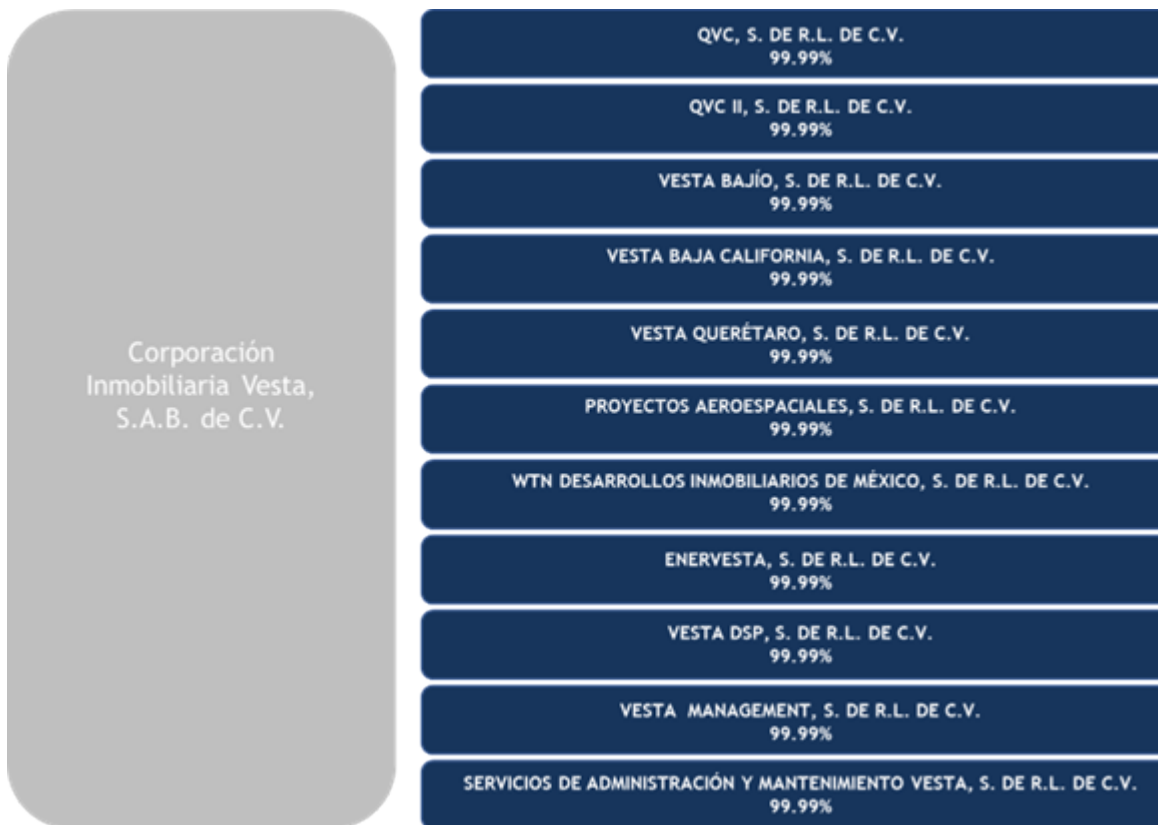 Corporación
Inmobiliaria Vesta,
S.A.B. de C.V.
QVC, S. DE R.L. DE C.V.
99.99%
QVC II, S. DE R.L. DE C.V.
99.99%
VESTA BAJÍO, S. DE R.L. DE C.V.
99.99%
VESTA BAJA CALIFORNIA, S. DE R.L. DE C.V.
99.99%
VESTA QUERÉTARO, S. DE R.L. DE C.V.
99.99%
PROYECTOS AEROESPACIALES, S. DE R.L. DE C.V.
99.99%
WTN DESARROLLOS INMOBILIARIOS DE MÉXICO, S. DE R.L. DE C.V.
99.99%
ENERVESTA, S. DE R.L. DE C.V.
99.99%
VESTA DSP, S. DE R.L. DE C.V.
99.99%
VESTA MANAGEMENT, S. DE R.L. DE C.V.
99.99%
SERVICIOS DE ADMINISTRACIÓN Y MANTENIMIENTO VESTA, S. DE R.L. DE C.V.
99.99%